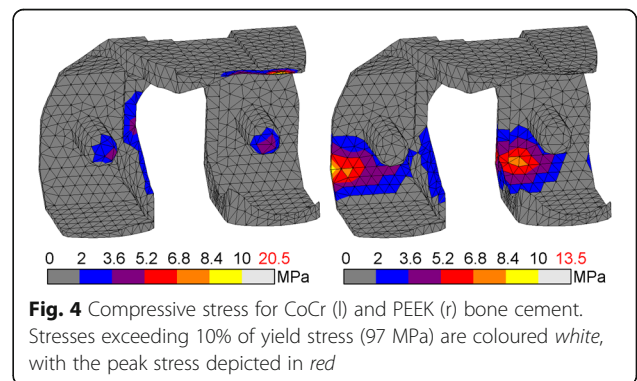 0 2 3.6 5.2 6.8 8.4 10 20.5 0 2 3.6 5.2 6.8 8.4 10 13.5
MPa MPa
Fig. 4 Compressive stress for CoCr (l) and PEEK (r) bone cement.
Stresses exceeding 10% of yield stress (97 MPa) are coloured white,
with the peak stress depicted in red